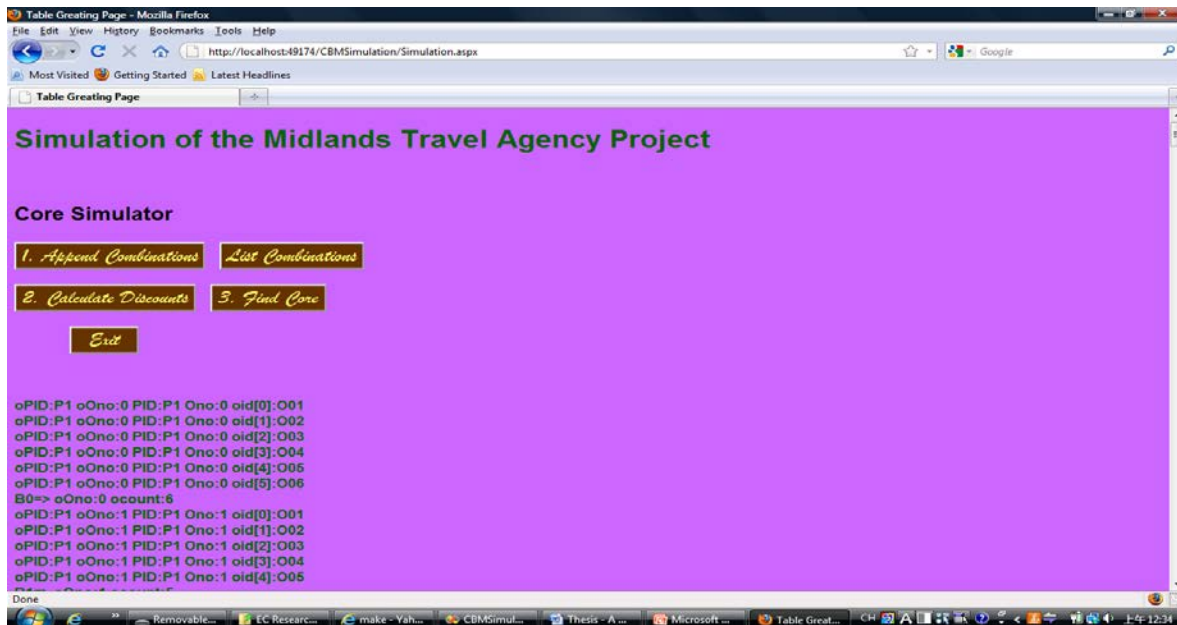 Table Greating Page - Mozilla Firefox
File Edit View History Bookmarks Tools Help
http://localhost:49174/CBMSimulation/Simulation.aspx
Google
Most Visited Getting Started Latest Headlines
Table Greating Page
Simulation of the Midlands Travel Agency Project
Core Simulator
1. Append Combinations List Combinations
2. Calculate Discounts 3. Find Core
Exit
oPID:P1 oOno:0 PID:P1 Ono:0 oid[0]:O01
oPID:P1 oOno:0 PID:P1 Ono:0 oid[1]:O02
oPID:P1 oOno:0 PID:P1 Ono:0 oid[2]:O03
oPID:P1 oOno:0 PID:P1 Ono:0 oid[3]:O04
oPID:P1 oOno:0 PID:P1 Ono:0 oid[4]:O05
oPID:P1 oOno:0 PID:P1 Ono:0 oid[5]:O06
B0=> oOno:0 ocount:6
oPID:P1 oOno:1 PID:P1 Ono:1 oid[0]:O01
oPID:P1 oOno:1 PID:P1 Ono:1 oid[1]:O02
oPID:P1 oOno:1 PID:P1 Ono:1 oid[2]:O03
oPID:P1 oOno:1 PID:P1 Ono:1 oid[3]:O04
oPID:P1 oOno:1 PID:P1 Ono:1 oid[4]:O05
Done
Removable... EC Researc... make - Yah... CBMSimul... Thesis - A ... Microsoft ... Table Great... CH A 上午 12:34